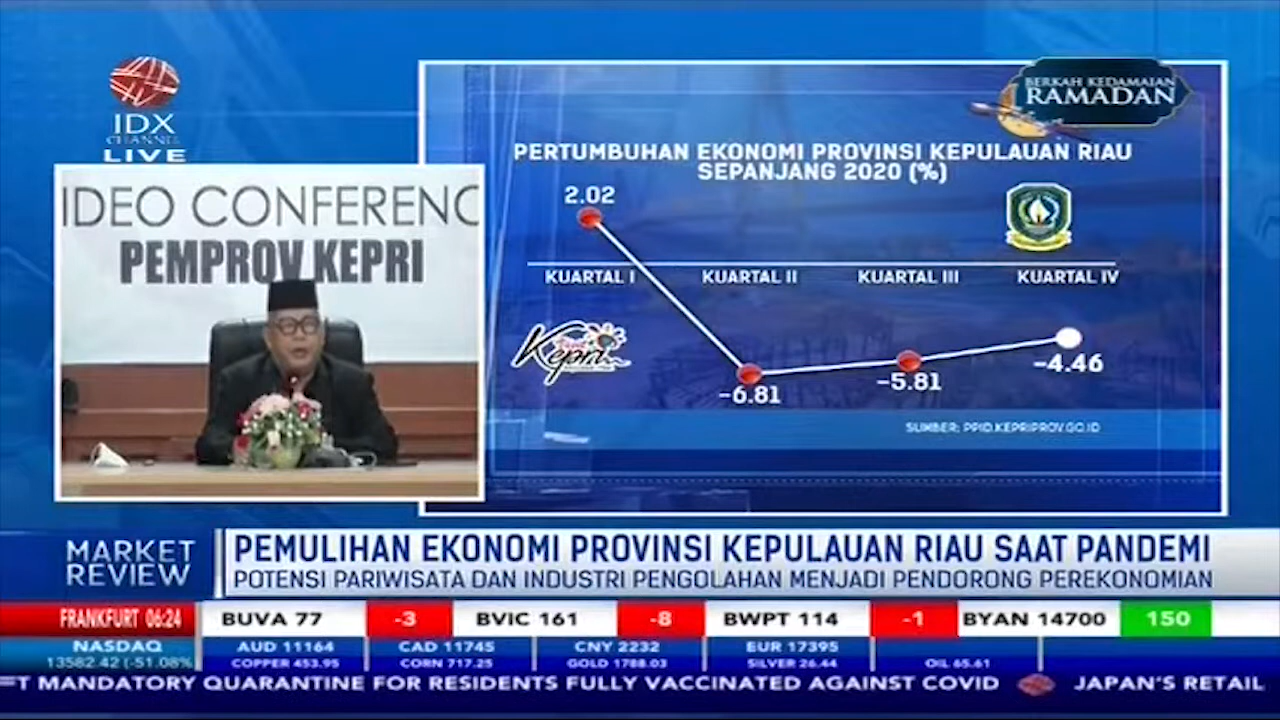 BERKAH KEDAMAIAN
RAMADAN
IDX
CHANNEL
LIVE
PERTUMBUHAN EKONOMI PROVINSI KEPULAUAN RIAU
SEPANJANG 2020 (%)
2.02
KUARTAL I KUARTAL II KUARTAL III KUARTAL IV
-6.81
-5.81
-4.46
Kepri
SUMBER: PPID.KEPRIPROV.GO.ID
IDEO CONFERENC
PEMPROV KEPRI
MARKET
REVIEW
PEMULIHAN EKONOMI PROVINSI KEPULAUAN RIAU SAAT PANDEMI
POTENSI PARIWISATA DAN INDUSTRI PENGOLAHAN MENJADI PENDORONG PEREKONOMIAN
FRANKFURT 06:24 BUVA 77 -3 BVIC 161 -8 BWPT 114 -1 BYAN 14700 150
NASDAQ AUD 11164 CAD 11745 CNY 2232 EUR 17395
13582.42 (-51.08%) COPPER 453.95 CORN 717.25 GOLD 1788.03 SILVER 26.44 OIL 65.61
FT MANDATORY QUARANTINE FOR RESIDENTS FULLY VACCINATED AGAINST COVID JAPAN'S RETAIL